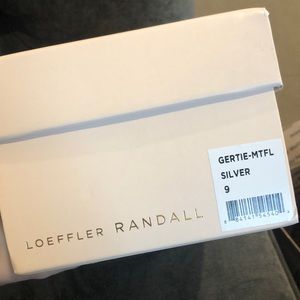 GERTIE-MTFL
SILVER
9
LOEFFLER RANDALL